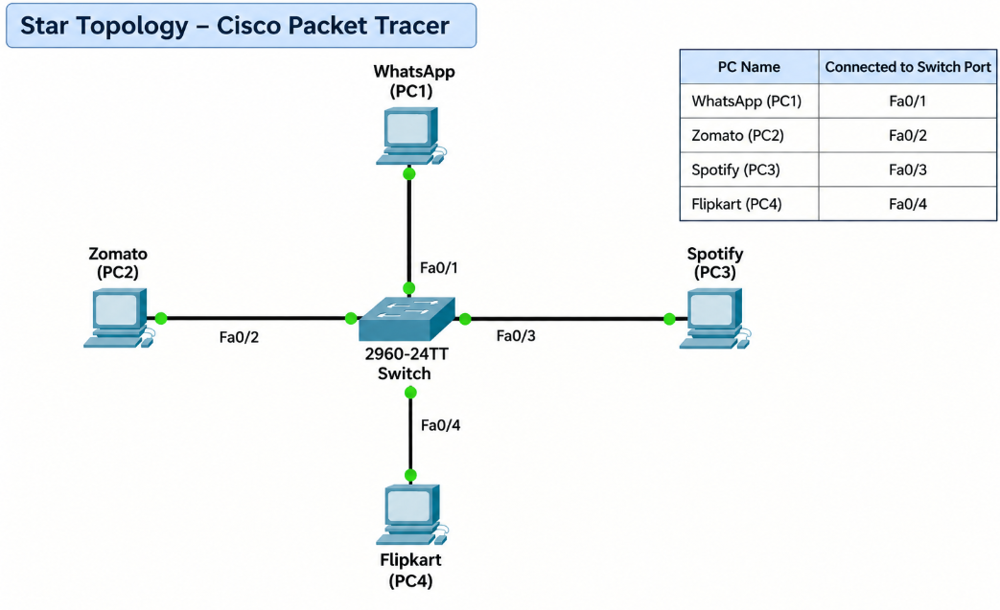 Star Topology – Cisco Packet Tracer
PC Name Connected to Switch Port
WhatsApp (PC1) Fa0/1
Zomato (PC2) Fa0/2
Spotify (PC3) Fa0/3
Flipkart (PC4) Fa0/4
WhatsApp
(PC1)
Fa0/1
Zomato
(PC2)
Fa0/2
Spotify
(PC3)
Fa0/3
2960-24TT
Switch
Fa0/4
Flipkart
(PC4)